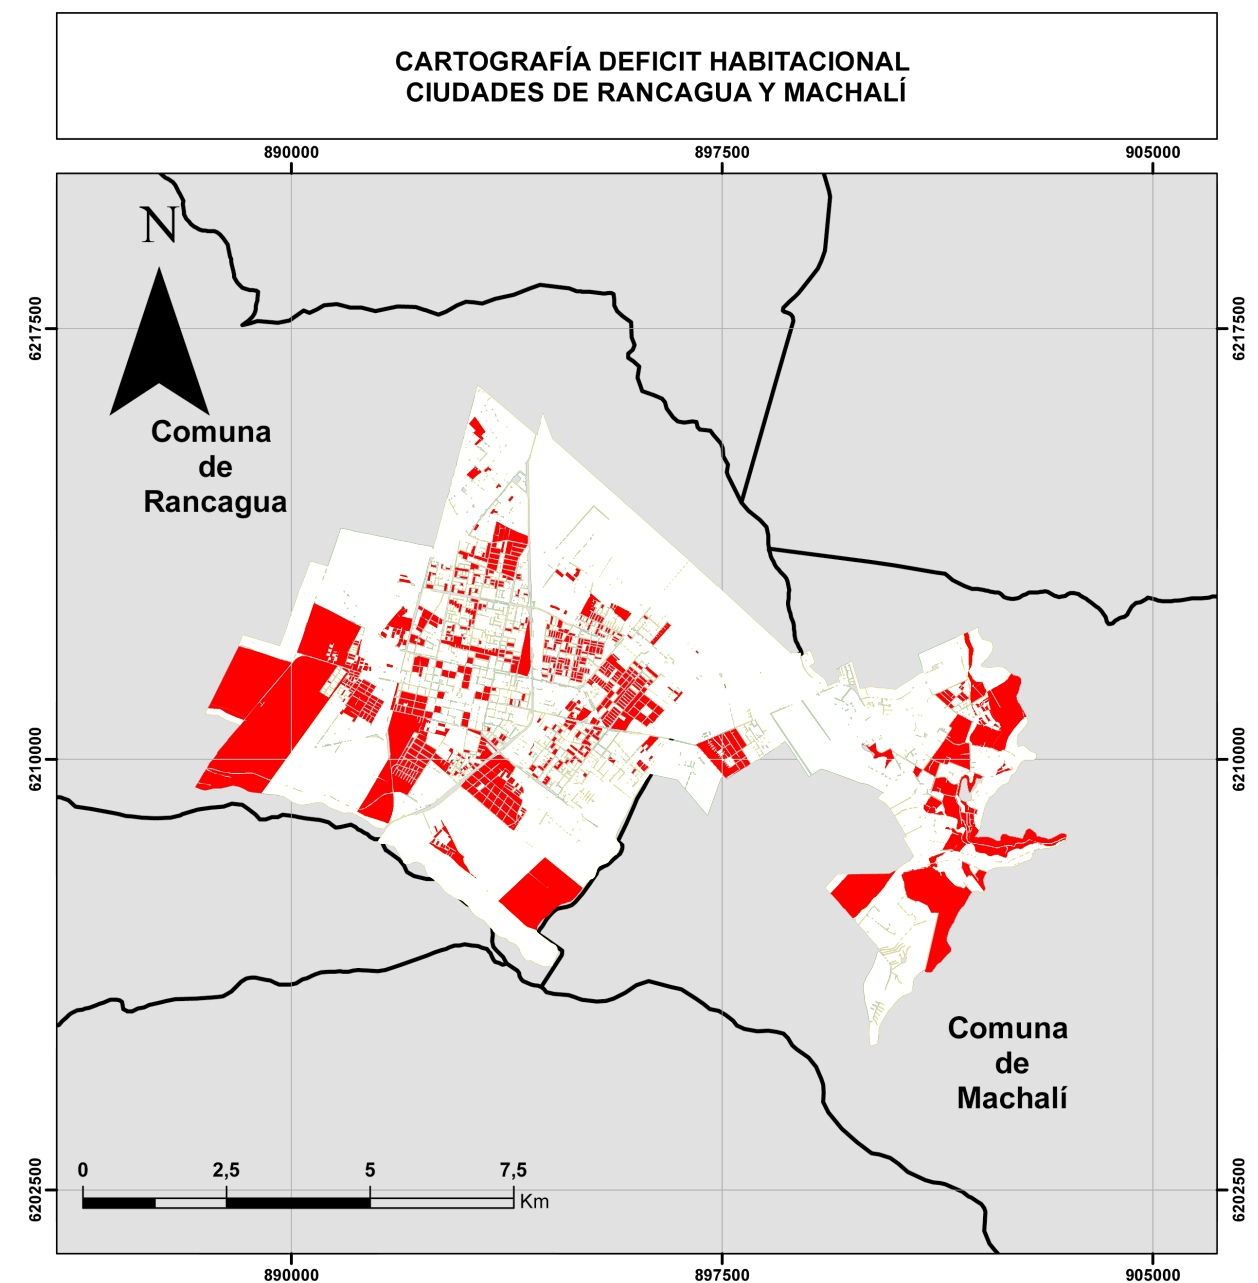 CARTOGRAFÍA DEFICIT HABITACIONAL
CIUDADES DE RANCAGUA Y MACHALÍ
890000
897500
905000
N
6217500
6217500
Comuna
de
Rancagua
6210000
6210000
Comuna
de
Machalí
0
2,5
5
7,5
Km
6202500
6202500
890000
897500
905000